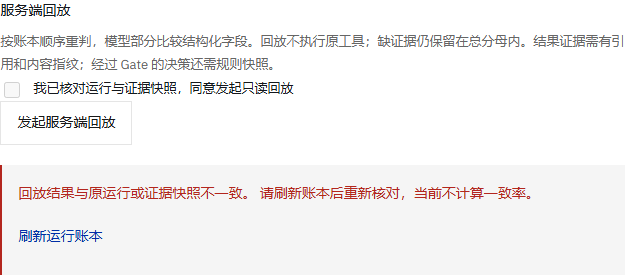 服务端回放
按账本顺序重判，模型部分比较结构化字段。回放不执行原工具；缺证据仍保留在总分母内。结果证据需有引
用和内容指纹；经过 Gate 的决策还需规则快照。
我已核对运行与证据快照，同意发起只读回放
发起服务端回放
回放结果与原运行或证据快照不一致。 请刷新账本后重新核对，当前不计算一致率。
刷新运行账本